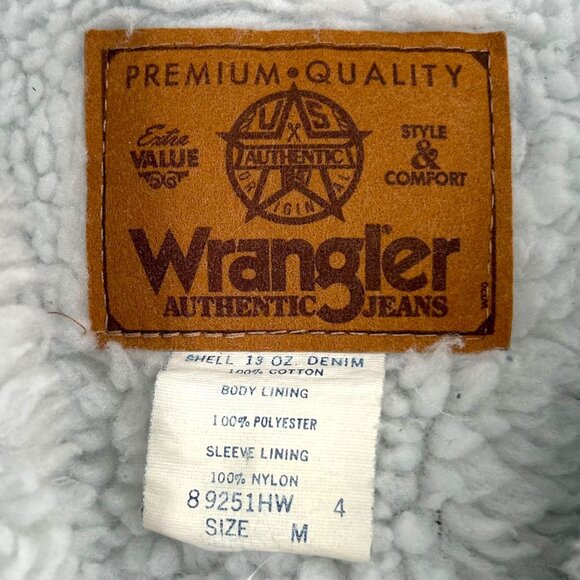 PREMIUM • QUALITY
U X S
Extra
VALUE
AUTHENTIC
ORIGINAL
STYLE
&
COMFORT
Wrangler
AUTHENTIC JEANS
SHELL 13 OZ. DENIM
100% COTTON
BODY LINING
100% POLYESTER
SLEEVE LINING
100% NYLON
89251HW 4
SIZE M